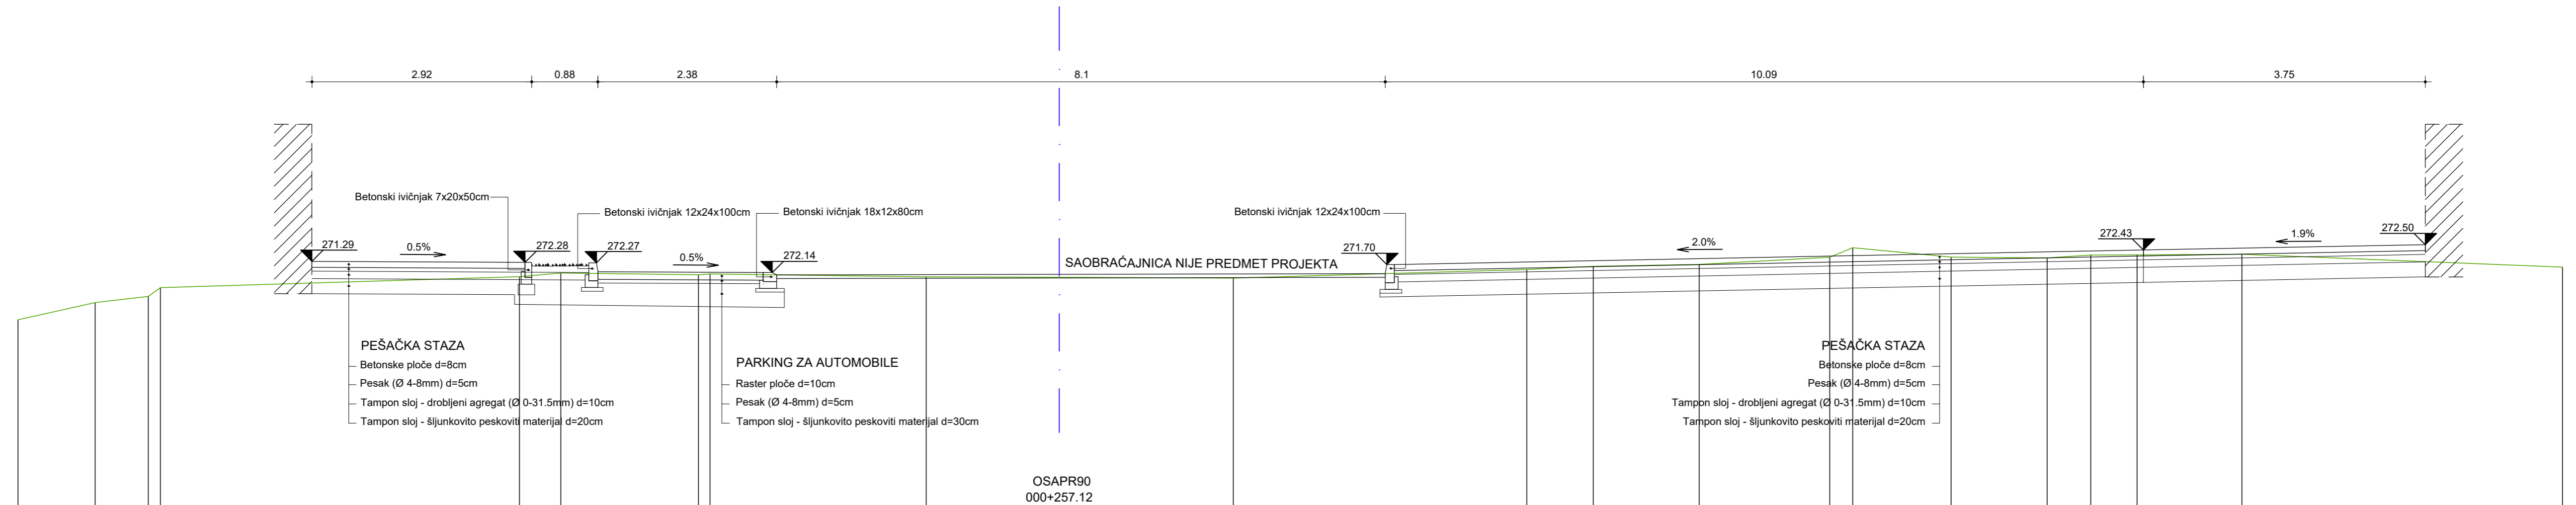 2.92
0.88
2.38
8.1
10.09
3.75
Betonski ivičnjak 7x20x50cm
Betonski ivičnjak 12x24x100cm
Betonski ivičnjak 18x12x80cm
Betonski ivičnjak 12x24x100cm
271.29
0.5%
272.28
272.27
0.5%
272.14
SAOBRAĆAJNICA NIJE PREDMET PROJEKTA
271.70
2.0%
272.43
1.9%
272.50
PEŠAČKA STAZA
Betonske ploče d=8cm
Pesak (Ø 4-8mm) d=5cm
Tampon sloj - drobljeni agregat (Ø 0-31.5mm) d=10cm
Tampon sloj - šljunkovito peskoviti materijal d=20cm
PARKING ZA AUTOMOBILE
Raster ploče d=10cm
Pesak (Ø 4-8mm) d=5cm
Tampon sloj - šljunkovito peskoviti materijal d=30cm
PEŠAČKA STAZA
Betonske ploče d=8cm
Pesak (Ø 4-8mm) d=5cm
Tampon sloj - drobljeni agregat (Ø 0-31.5mm) d=10cm
Tampon sloj - šljunkovito peskoviti materijal d=20cm
OSAPR90
000+257.12